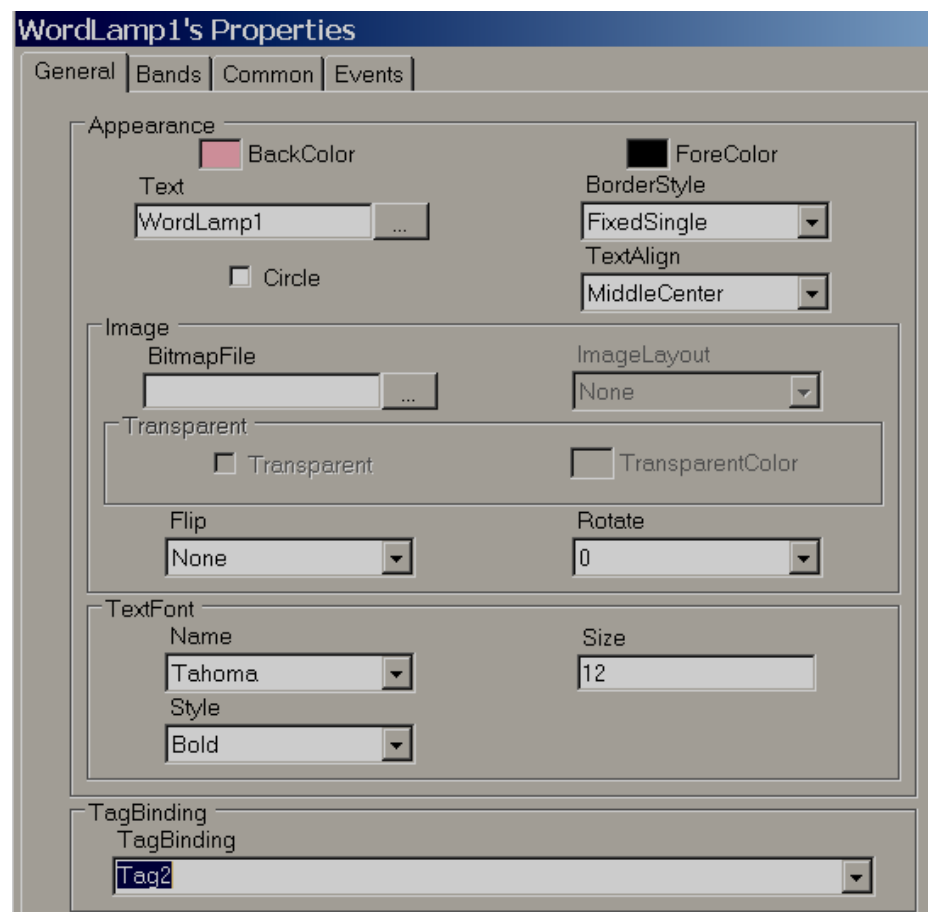 WordLamp1's Properties
General Bands Common Events
Appearance
BackColor ForeColor
Text BorderStyle
WordLamp1 ... FixedSingle
TextAlign
Circle MiddleCenter
Image
BitmapFile ImageLayout
... None
Transparent
Transparent TransparentColor
Flip Rotate
None 0
TextFont
Name Size
Tahoma 12
Style
Bold
TagBinding
TagBinding
Tag2